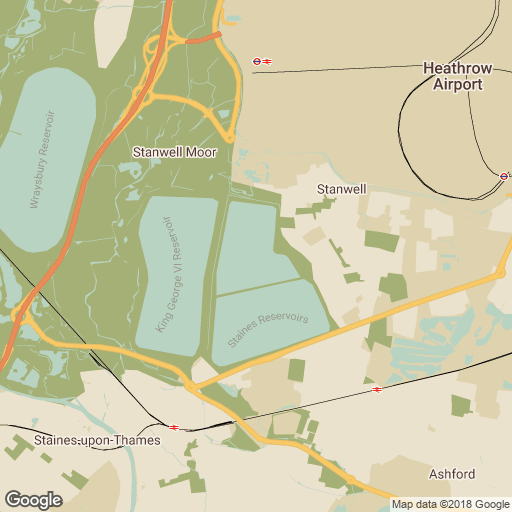 Heathrow
Airport
Wraysbury Reservoir
Stanwell Moor
Stanwell
King George VI Reservoir
Staines Reservoirs
Staines-upon-Thames
Ashford
Google
Map data ©2018 Google